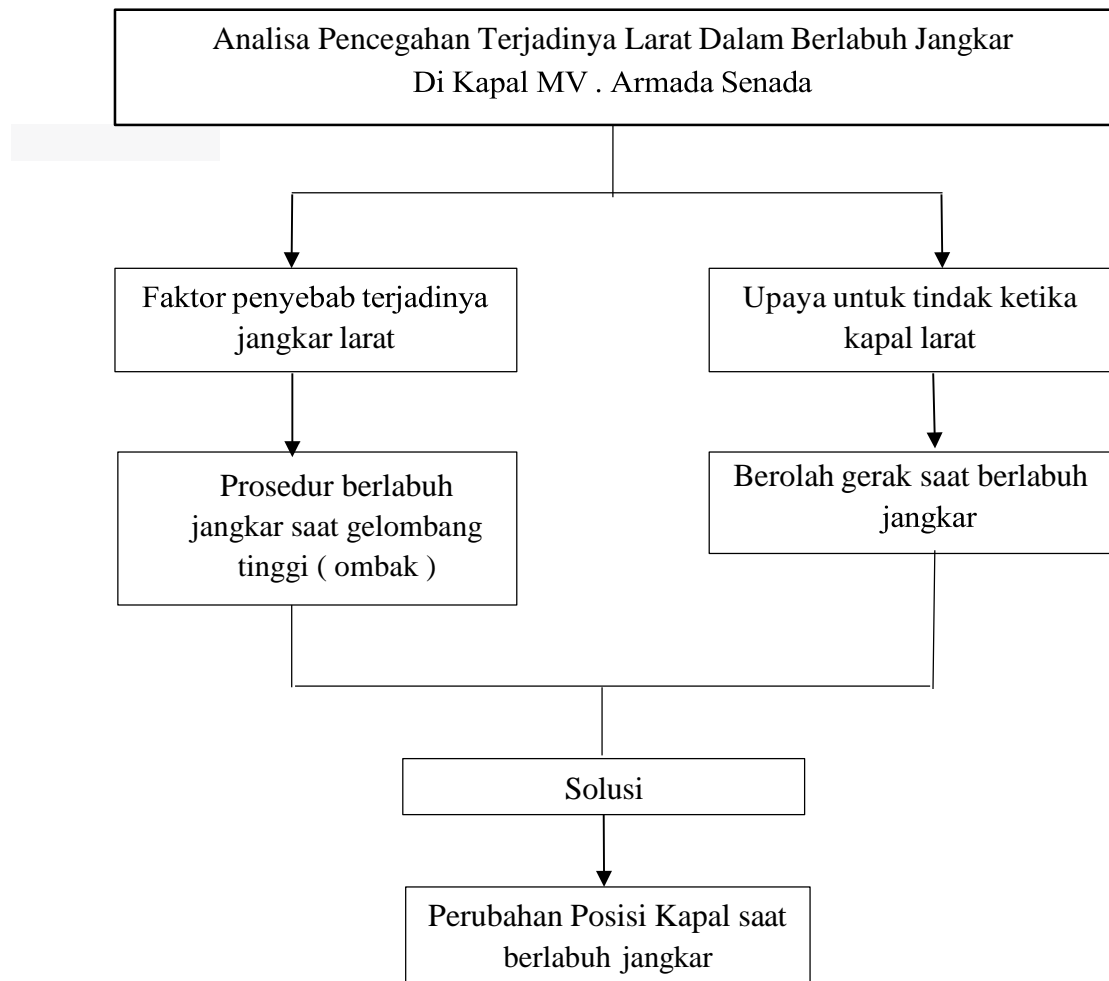 Analisa Pencegahan Terjadinya Larat Dalam Berlabuh Jangkar
Di Kapal MV . Armada Senada
Faktor penyebab terjadinya
jangkar larat
Upaya untuk tindak ketika
kapal larat
Prosedur berlabuh
jangkar saat gelombang
tinggi ( ombak )
Berolah gerak saat berlabuh
jangkar
Solusi
Perubahan Posisi Kapal saat
berlabuh jangkar